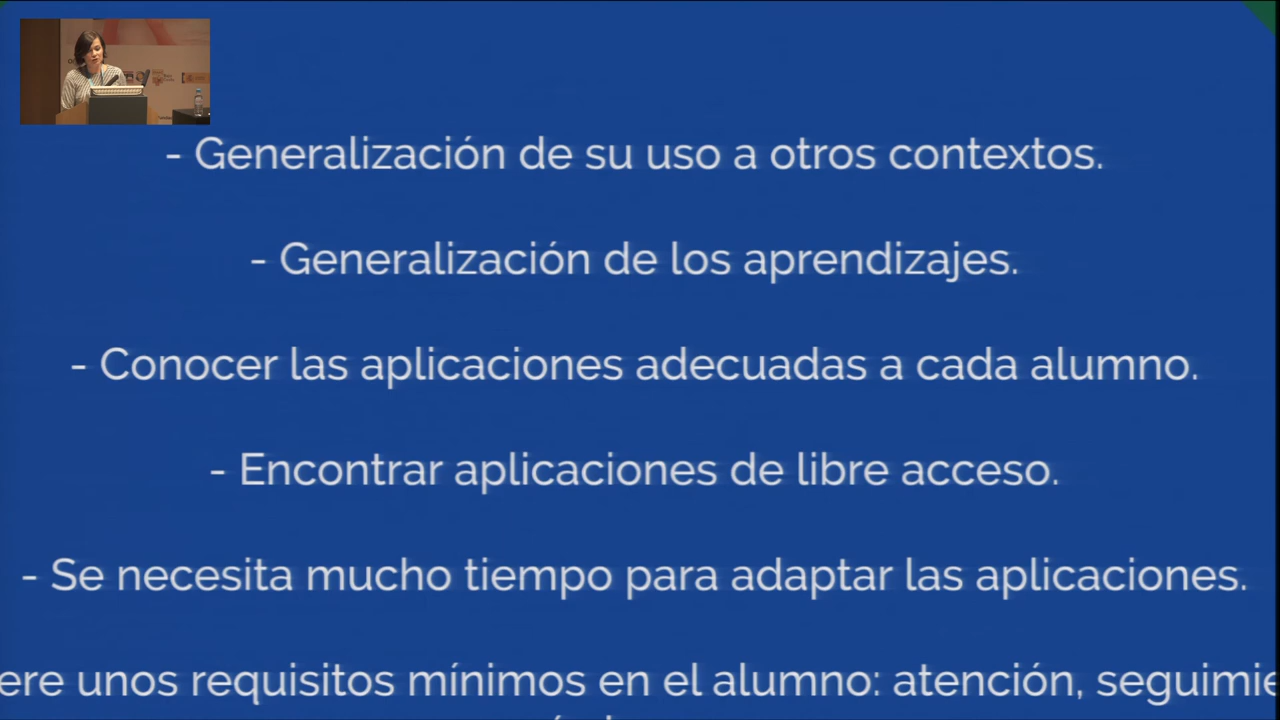 - Generalización de su uso a otros contextos.
- Generalización de los aprendizajes.
- Conocer las aplicaciones adecuadas a cada alumno.
- Encontrar aplicaciones de libre acceso.
- Se necesita mucho tiempo para adaptar las aplicaciones.
ere unos requisitos mínimos en el alumno: atención, seguimie